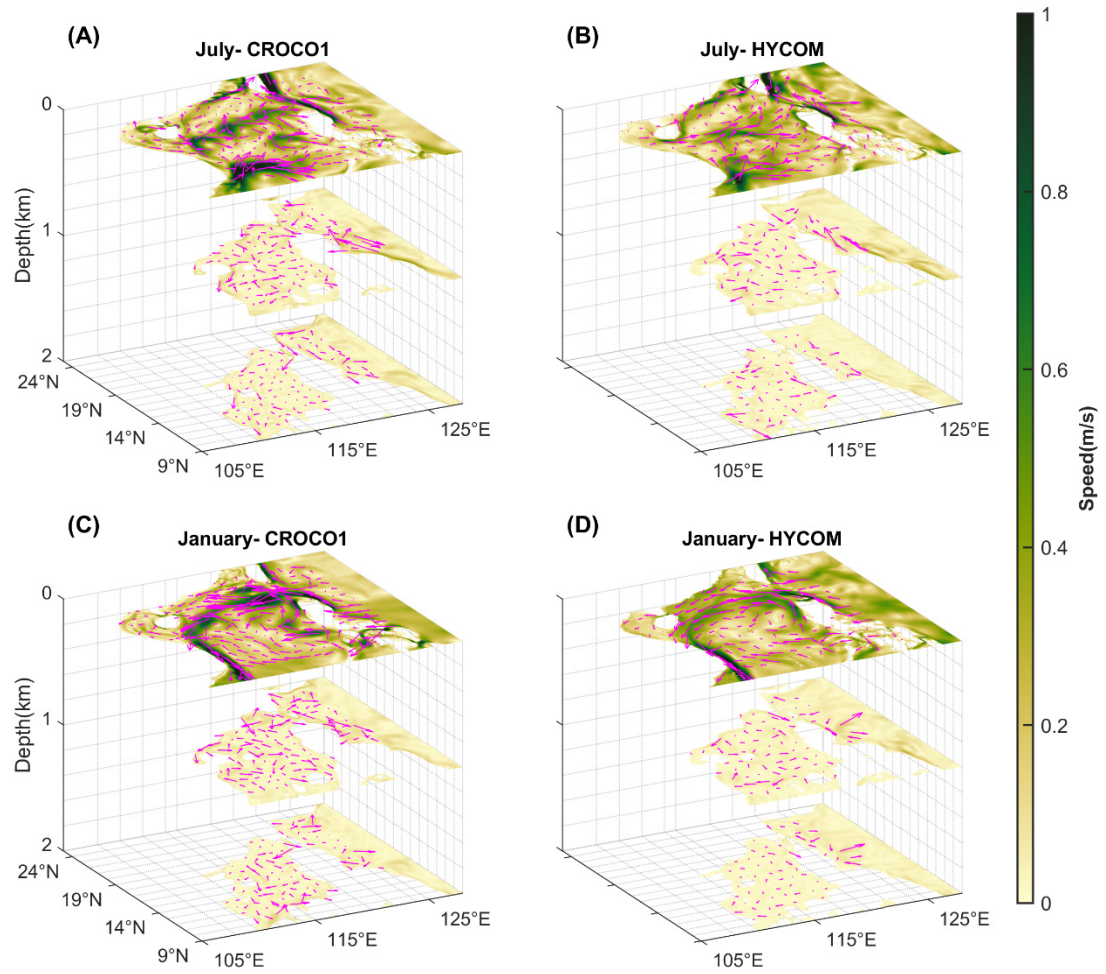 (A)
July- CROCO1
0
1
2
Depth(km)
24°N
19°N
14°N
9°N
105°E
115°E
125°E
(B)
July- HYCOM
105°E
115°E
125°E
1
0.8
0.6
0.4
0.2
0
Speed(m/s)
(C)
January- CROCO1
0
1
2
Depth(km)
24°N
19°N
14°N
9°N
105°E
115°E
125°E
(D)
January- HYCOM
105°E
115°E
125°E